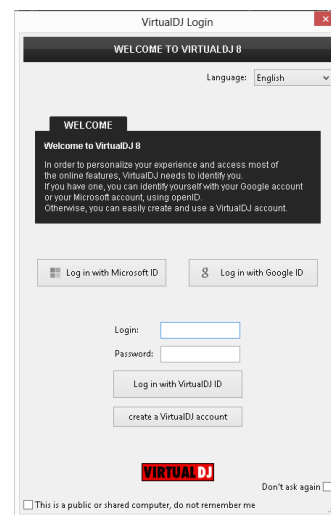 VirtualDJ Login
WELCOME TO VIRTUALDJ 8
Language: English
WELCOME
Welcome to VirtualDJ 8
In order to personalize your experience and access most of
the online features, VirtualDJ needs to identify you.
If you have one, you can identify yourself with your Google account
or your Microsoft account, using openID.
Otherwise, you can easily create and use a VirtualDJ account.
Log in with Microsoft ID
8 Log in with Google ID
Login:
Password:
Log in with VirtualDJ ID
create a VirtualDJ account
VIRTUAL DJ
Don't ask again
This is a public or shared computer, do not remember me